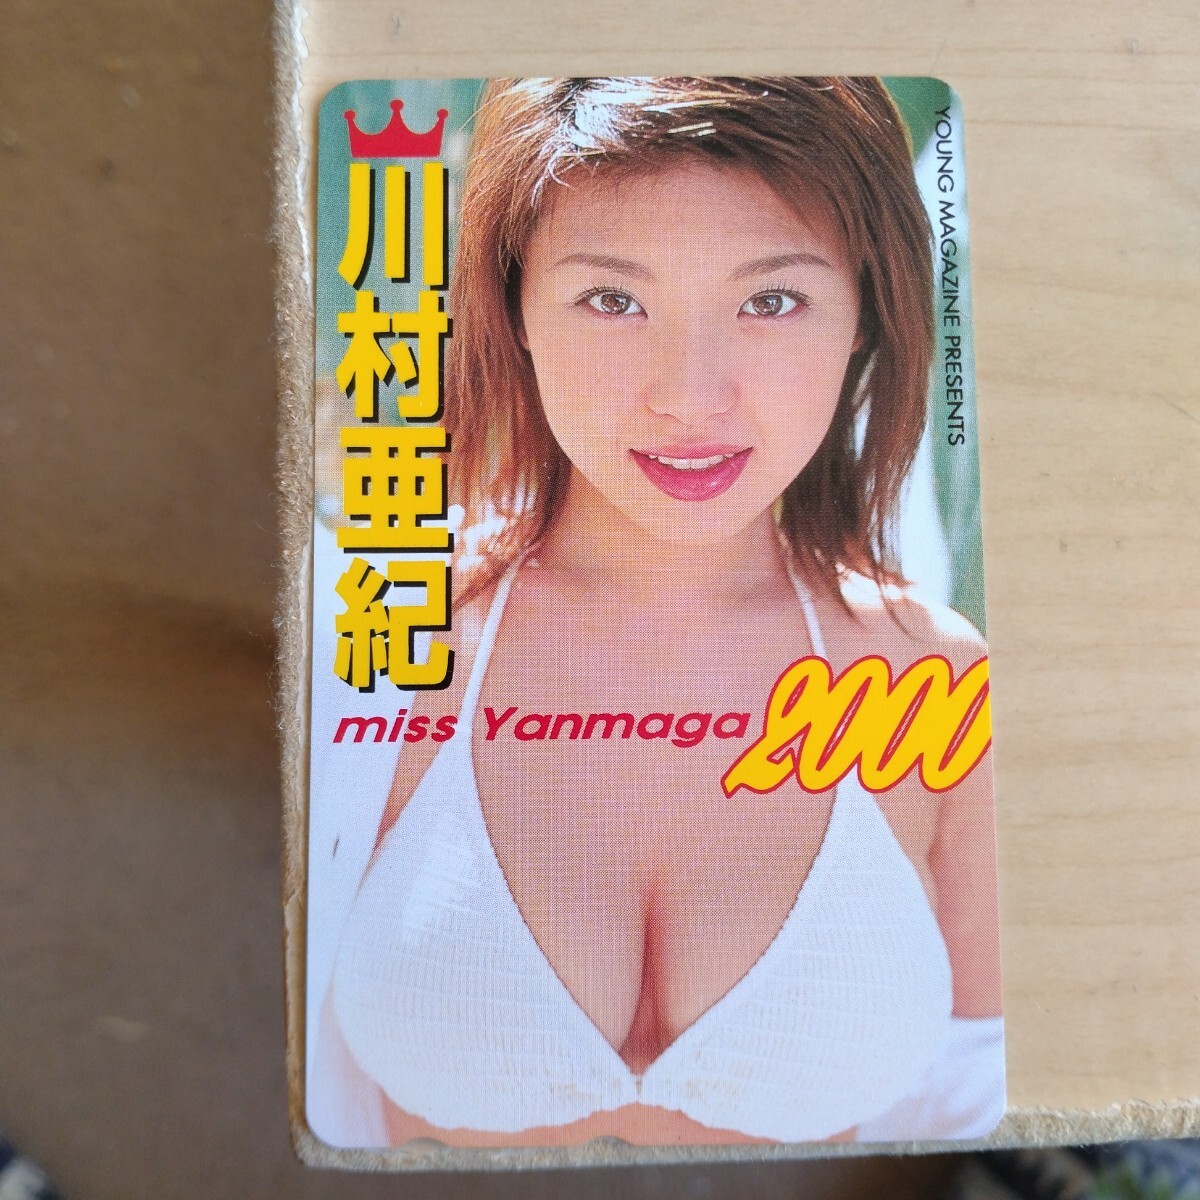 川村亜紀
YOUNG MAGAZINE PRESENTS
miss Yanmaga 2000